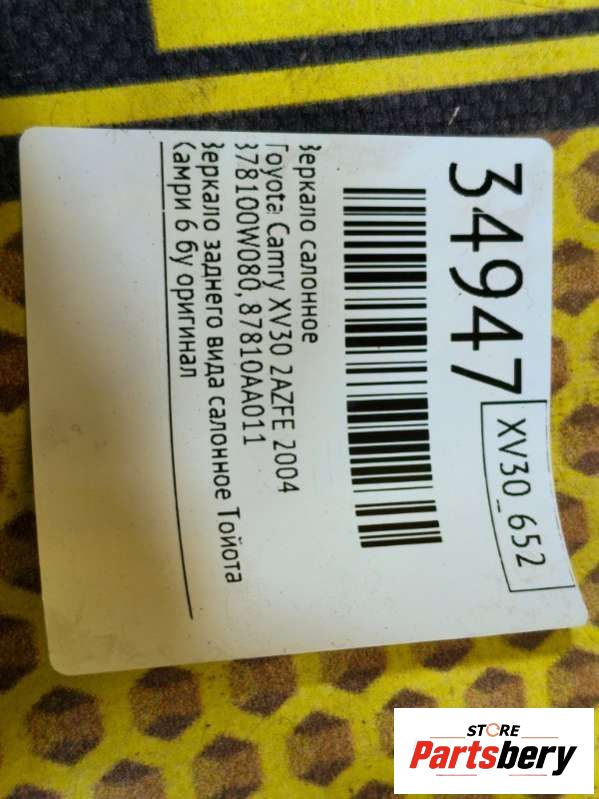 34947
XV30_652
Зеркало салонное
Toyota Camry XV30 2AZFE 2004
878100W080, 87810AA011
Зеркало заднего вида салонное Тойота
Камри 6 бу оригинал
STORE
Partsbery